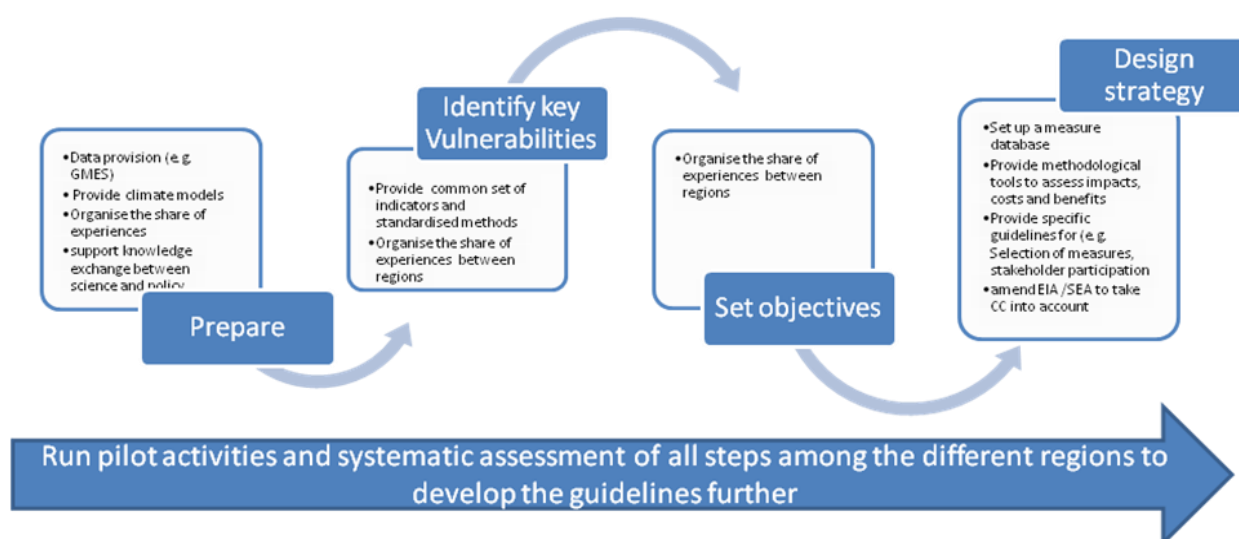 •Data provision (e.g.
GMES)
• Provide climate models
•Organise the share of
experiences
•support knowledge
exchange between
science and policy
Prepare
Identify key
Vulnerabilities
•Provide common set of
indicators and
standardised methods
•Organise the share of
experiences between
regions
•Organise the share of
experiences between
regions
Set objectives
Design
strategy
•Set up a measure
database
•Provide methodological
tools to assess impacts,
costs and benefits
•Provide specific
guidelines for (e.g.
Selection of measures,
stakeholder participation
•amend EIA /SEA to take
CC into account
Run pilot activities and systematic assessment of all steps among the different regions to
develop the guidelines further